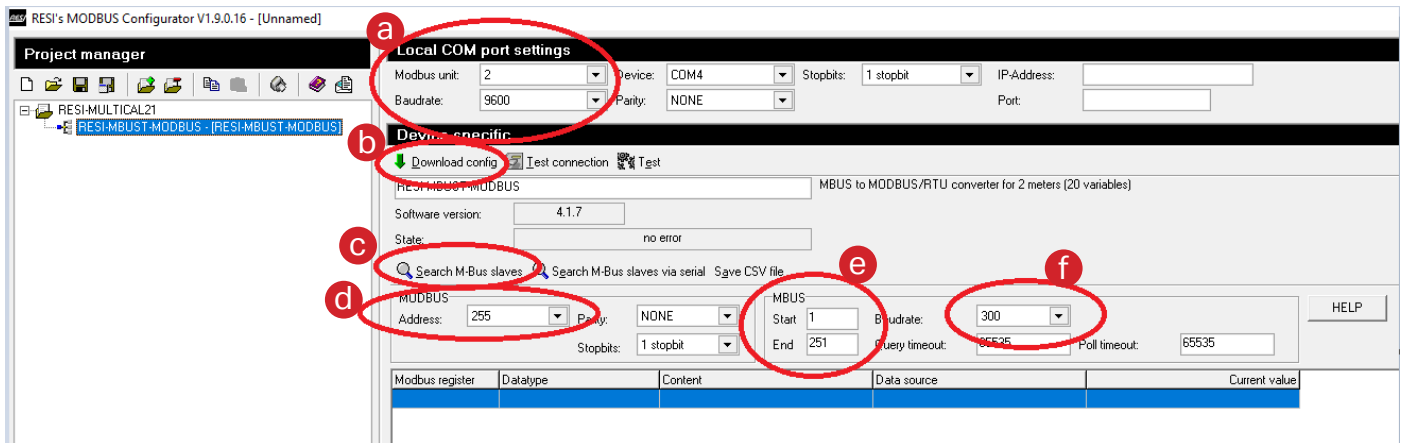 RESI's MODBUS Configurator V1.9.0.16 - [Unnamed]
Project manager
RESI-MULTICAL21
RESI-MBUST-MODBUS - [RESI-MBUST-MODBUS]
a
Local COM port settings
Modbus unit: 2 Device: COM4 Stopbits: 1 stopbit IP-Address:
Baudrate: 9600 Parity: NONE Port:
Device specific
b
Download config Test connection Test
RESI-MBUST-MODBUS MBUS to MODBUS/RTU converter for 2 meters (20 variables)
Software version: 4.1.7
State: no error
c
Search M-Bus slaves Search M-Bus slaves via serial Save CSV file
d e f
MODBUS MBUS
Address: 255 Parity: NONE Start 1 Baudrate: 300 HELP
Stopbits: 1 stopbit End 251 Query timeout: 65535 Poll timeout: 65535
Modbus register Datatype Content Data source Current value